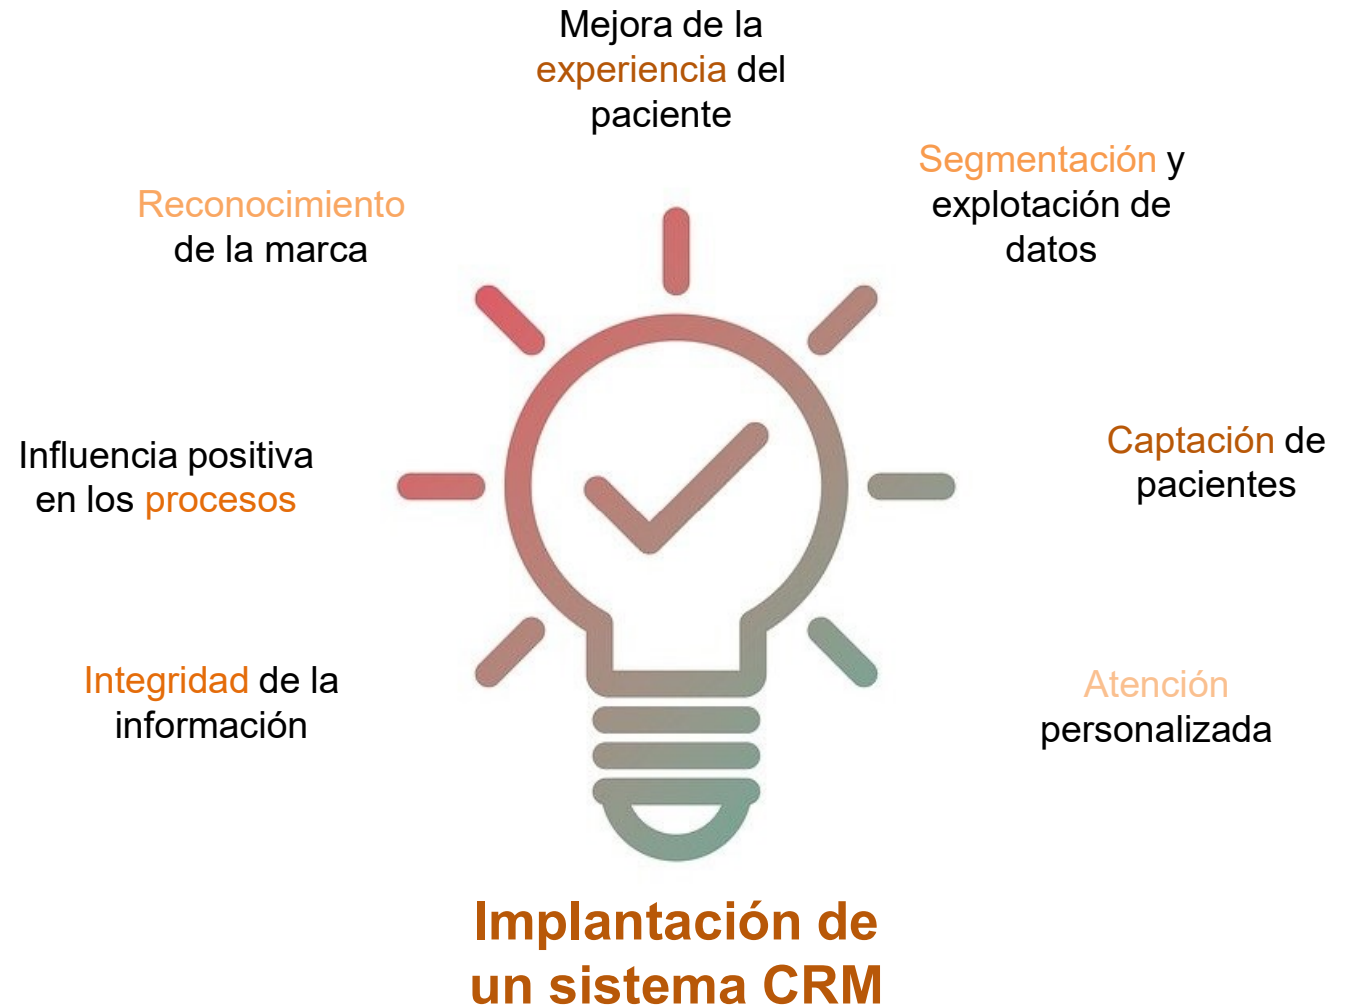 Mejora de la
experiencia del
paciente
Segmentación y
explotación de
datos
Reconocimiento
de la marca
Captación de
pacientes
Influencia positiva
en los procesos
Integridad de la
información
Atención
personalizada
Implantación de
un sistema CRM